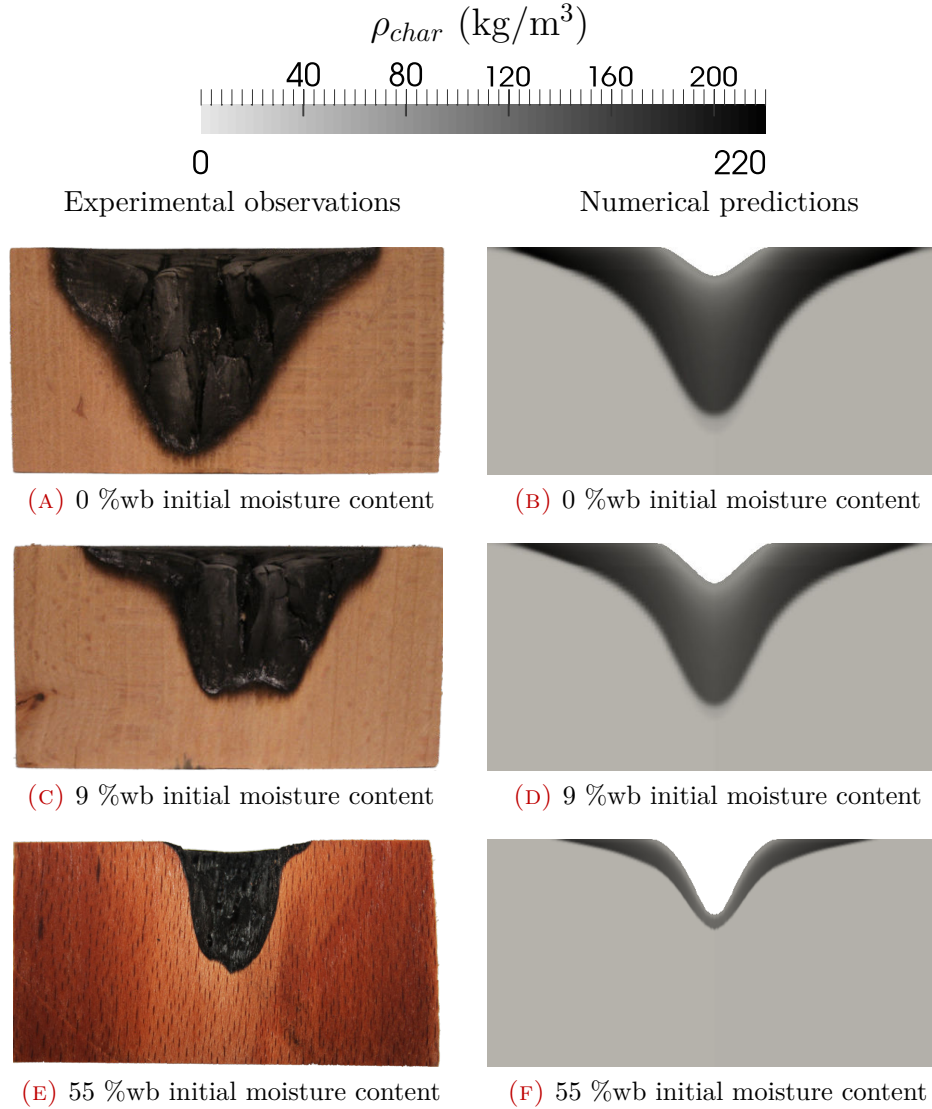 ρchar (kg/m³)
40 80 120 160 200
0 220
Experimental observations Numerical predictions
(A) 0 %wb initial moisture content (B) 0 %wb initial moisture content
(C) 9 %wb initial moisture content (D) 9 %wb initial moisture content
(E) 55 %wb initial moisture content (F) 55 %wb initial moisture content